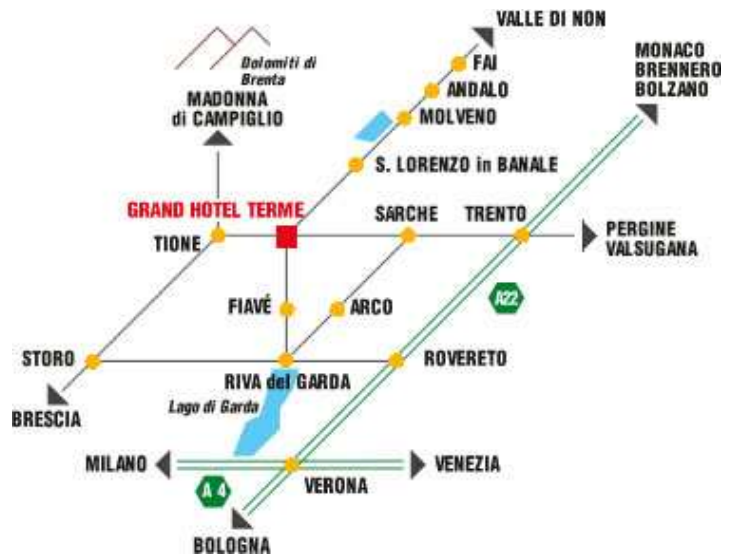 VALLE DI NON
MONACO
BRENNERO
BOLZANO
Dolomiti di
Brenta
FAI
ANDALO
MADONNA
di CAMPIGLIO
MOLVENO
S. LORENZO in BANALE
GRAND HOTEL TERME
SARCHE
TRENTO
TIONE
PERGINE
VALSUGANA
A22
FIAVÉ
ARCO
STORO
ROVERETO
RIVA del GARDA
Lago di Garda
BRESCIA
MILANO
VENEZIA
A 4
VERONA
BOLOGNA